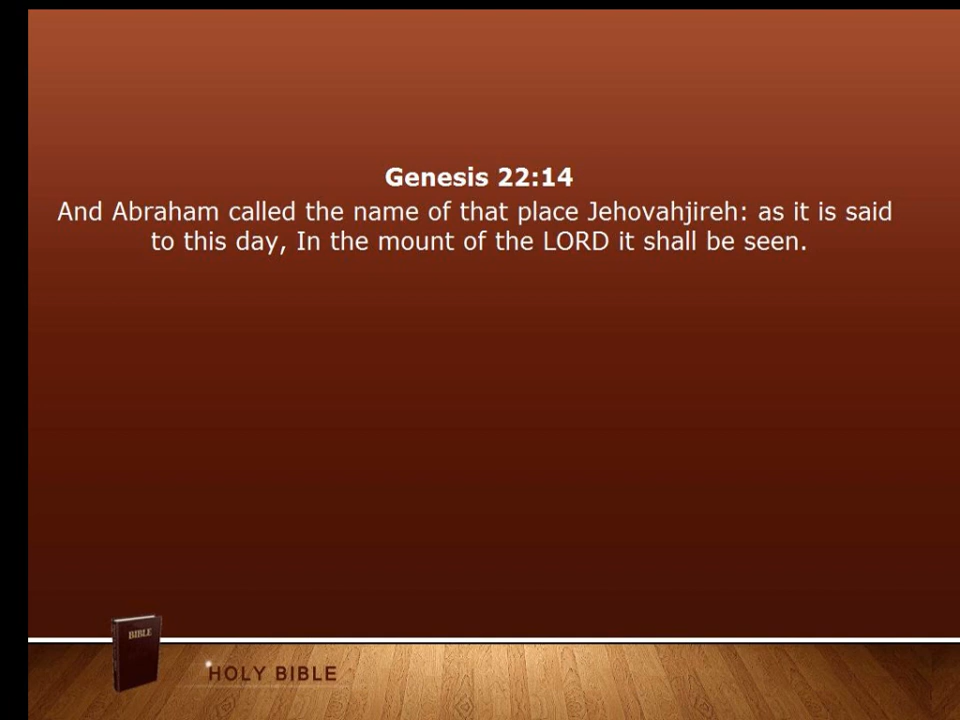 Genesis 22:14
And Abraham called the name of that place Jehovahjireh: as it is said
to this day, In the mount of the LORD it shall be seen.
BIBLE
HOLY BIBLE